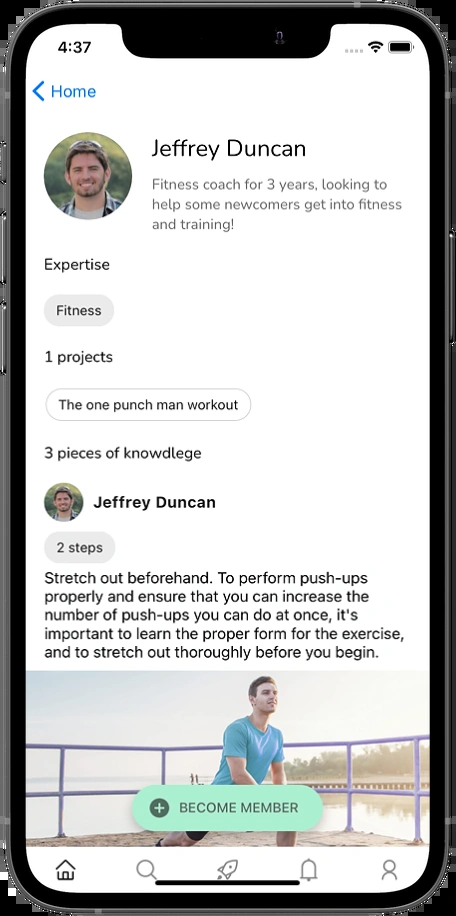 4:37
Home
Jeffrey Duncan
Fitness coach for 3 years, looking to
help some newcomers get into fitness
and training!
Expertise
Fitness
1 projects
The one punch man workout
3 pieces of knowdlege
Jeffrey Duncan
2 steps
Stretch out beforehand. To perform push-ups
properly and ensure that you can increase the
number of push-ups you can do at once, it's
important to learn the proper form for the exercise,
and to stretch out thoroughly before you begin.
BECOME MEMBER